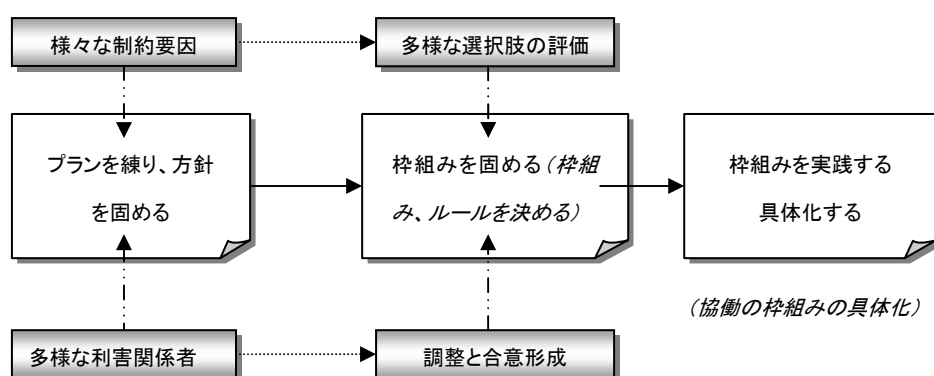 様々な制約要因
多様な選択肢の評価
プランを練り、方針
を固める
枠組みを固める（枠組
み、ルールを決める）
枠組みを実践する
具体化する
（協働の枠組みの具体化）
多様な利害関係者
調整と合意形成